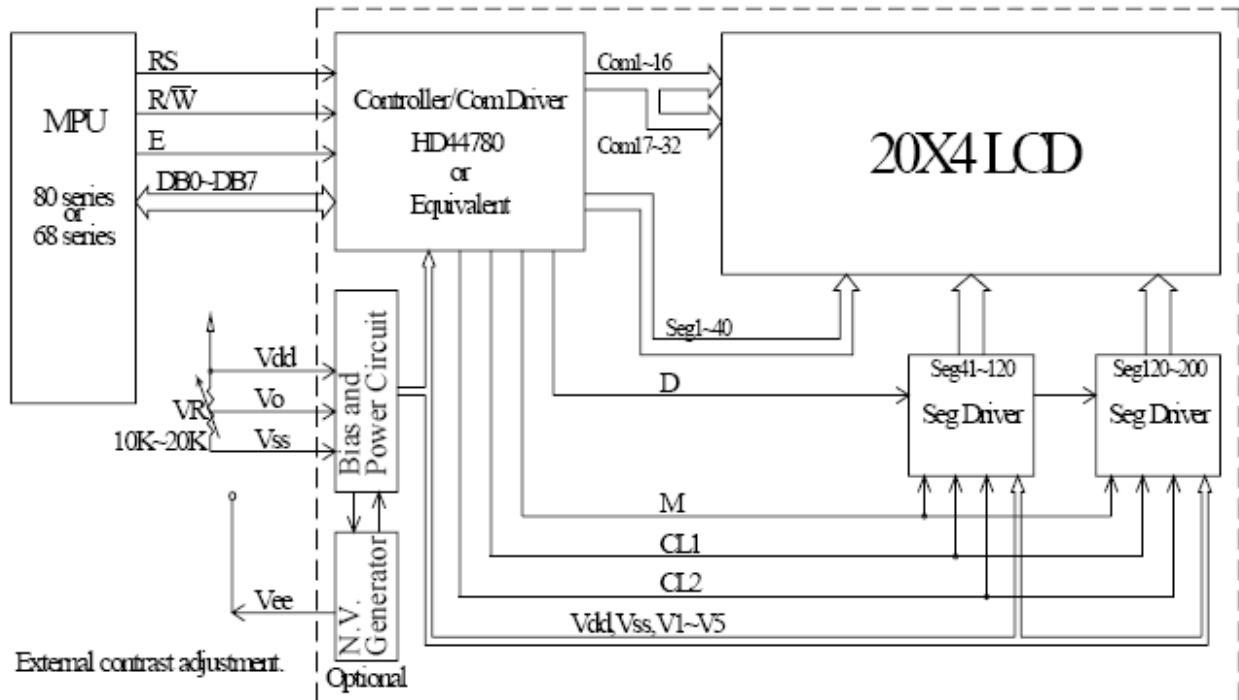 MPU
80 series
or
68 series
RS
R/W̅
E
DB0~DB7
Controller/Com Driver
HD44780
or
Equivalent
Com1~16
Com17~32
20X4 LCD
Seg1~40
Vdd
Vo
VR
10K~20K
Vss
Bias and
Power Circuit
D
Seg41~120
Seg Driver
Seg120~200
Seg Driver
M
CL1
CL2
Vdd,Vss,V1~V5
Vee
N.V.
Generator
Optional
External contrast adjustment.